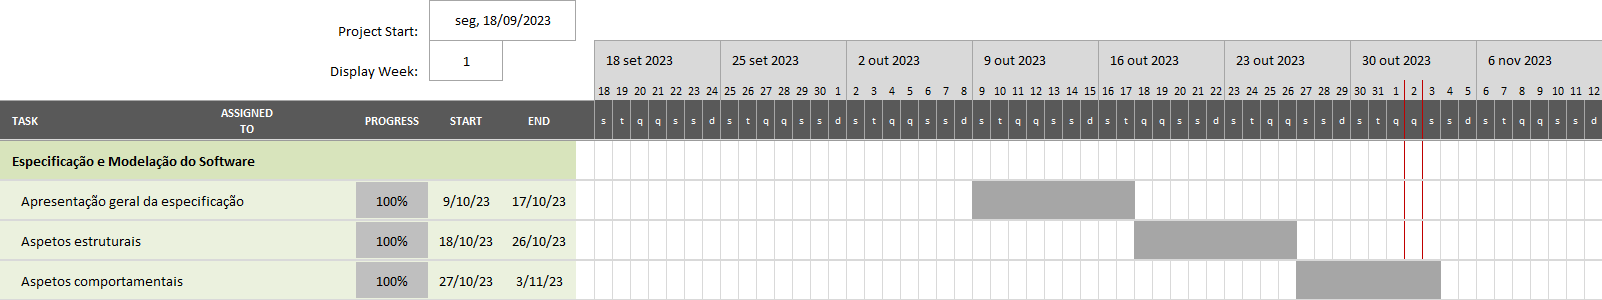 Project Start: seg, 18/09/2023
Display Week: 1
18 set 2023 25 set 2023 2 out 2023 9 out 2023 16 out 2023 23 out 2023 30 out 2023 6 nov 2023
18 19 20 21 22 23 24 25 26 27 28 29 30 1 2 3 4 5 6 7 8 9 10 11 12 13 14 15 16 17 18 19 20 21 22 23 24 25 26 27 28 29 30 31 1 2 3 4 5 6 7 8 9 10 11 12
TASK ASSIGNED TO PROGRESS START END s t q q s s d s t q q s s d s t q q s s d s t q q s s d s t q q s s d s t q q s s d s t q q s s d s t q q s s d
Especificação e Modelação do Software
Apresentação geral da especificação 100% 9/10/23 17/10/23
Aspetos estruturais 100% 18/10/23 26/10/23
Aspetos comportamentais 100% 27/10/23 3/11/23